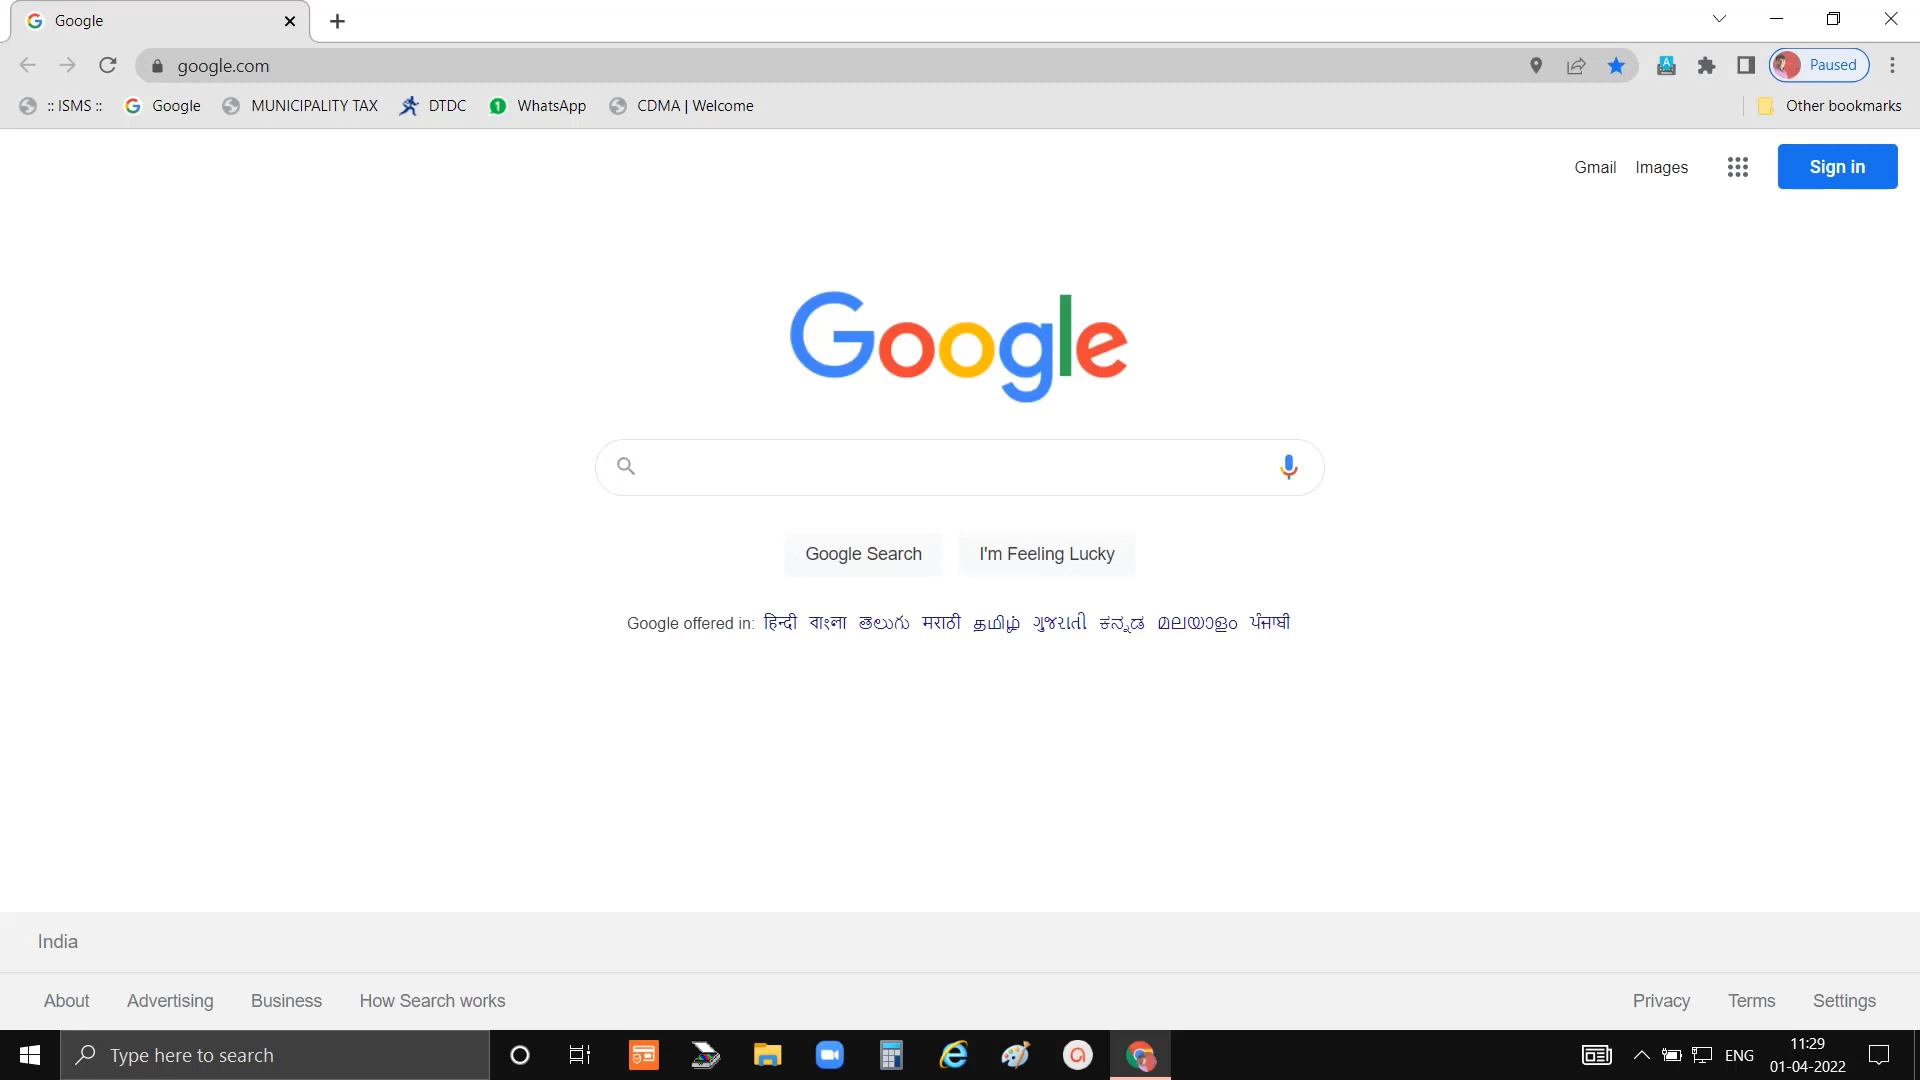 Google
google.com
Paused
:: ISMS :: Google MUNICIPALITY TAX DTDC WhatsApp CDMA | Welcome Other bookmarks
Gmail Images Sign in
Google
Google Search I'm Feeling Lucky
Google offered in: हिन्दी বাংলা తెలుగు मराठी தமிழ் ગુજરાતી ಕನ್ನಡ മലയാളം ਪੰਜਾਬੀ
India
About Advertising Business How Search works Privacy Terms Settings
Type here to search ENG 11:29
01-04-2022